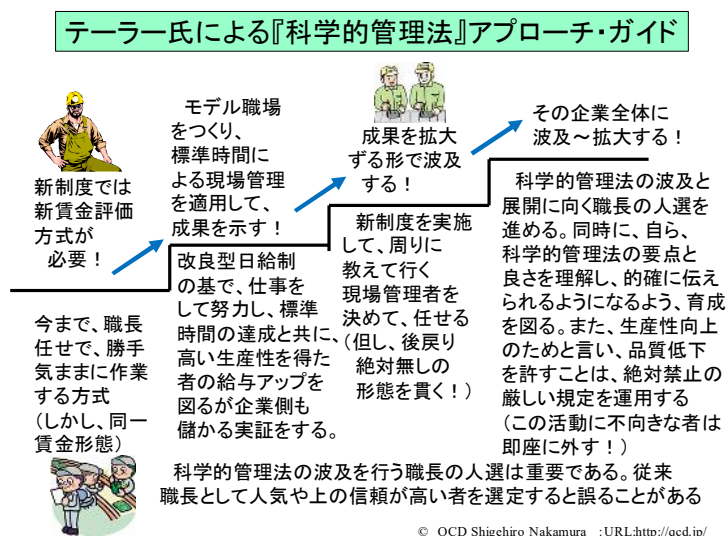 テーラー氏による『科学的管理法』アプローチ・ガイド
新制度では
新賃金評価
方式が
必要！
モデル職場
をつくり、
標準時間に
よる現場管理
を適用して、
成果を示す！
成果を拡大
ずる形で波及
する！
その企業全体に
波及～拡大する！
今まで、職長
任せで、勝手
気ままに作業
する方式
(しかし、同一
賃金形態)
改良型日給制
の基で、仕事を
して努力し、標準
時間の達成と共に、
高い生産性を得た
者の給与アップを
図るが企業側も
儲かる実証をする。
新制度を実施
して、周りに
教えて行く
現場管理者を
決めて、任せる
(但し、後戻り
絶対無しの
形態を貫く！)
科学的管理法の波及と
展開に向く職長の人選を
進める。同時に、自ら、
科学的管理法の要点と
良さを理解し、的確に伝え
られるようになるよう、育成
を図る。また、生産性向上
のためと言い、品質低下
を許すことは、絶対禁止の
厳しい規定を運用する
(この活動に不向きな者は
即座に外す！)
科学的管理法の波及を行う職長の人選は重要である。従来
職長として人気や上の信頼が高い者を選定すると誤ることがある
© QCD Shigehiro Nakamura :URL:http://qcd.jp/